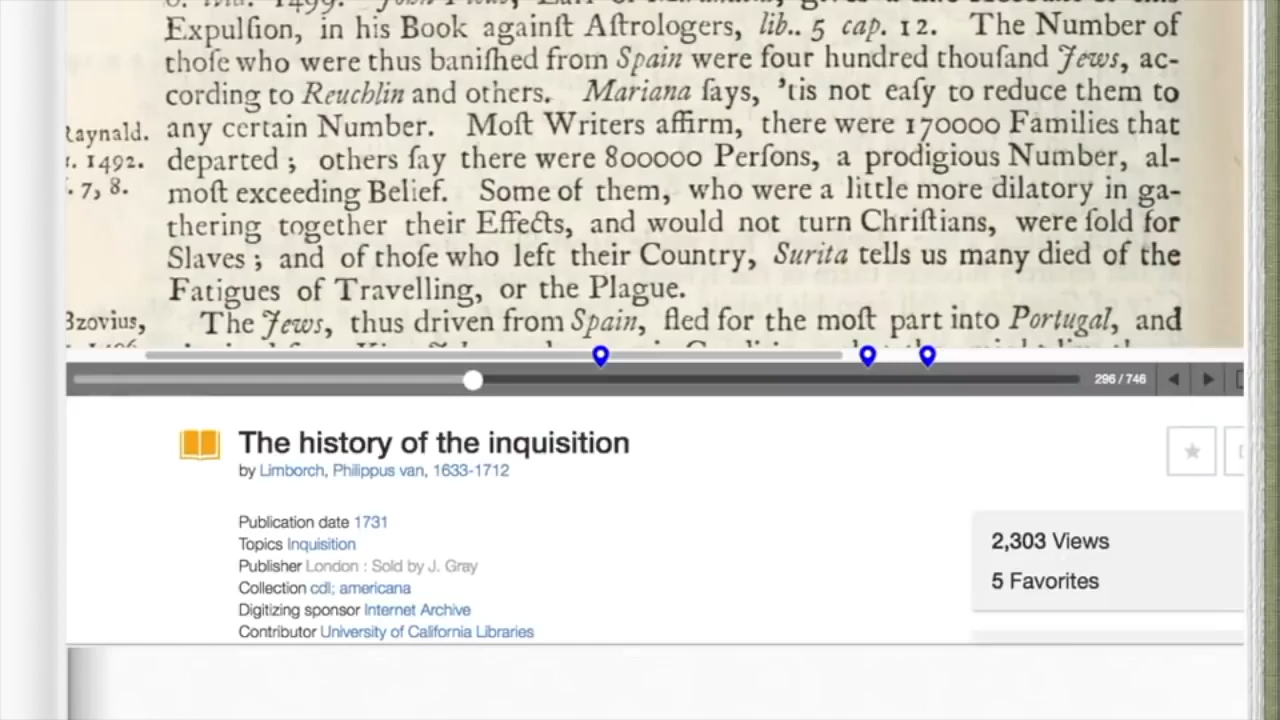 Expulſion, in his Book againſt Aſtrologers, lib.. 5 cap. 12. The Number of
thoſe who were thus baniſhed from Spain were four hundred thouſand Jews, ac-
cording to Reuchlin and others. Mariana ſays, 'tis not eaſy to reduce them to
Raynald. any certain Number. Moſt Writers affirm, there were 170000 Families that
1492. departed; others ſay there were 800000 Perſons, a prodigious Number, al-
7, 8. moſt exceeding Belief. Some of them, who were a little more dilatory in ga-
thering together their Effects, and would not turn Chriſtians, were ſold for
Slaves; and of thoſe who left their Country, Surita tells us many died of the
Fatigues of Travelling, or the Plague.
Bzovius, The Jews, thus driven from Spain, fled for the moſt part into Portugal, and
296 / 746
The history of the inquisition
by Limborch, Philippus van, 1633-1712
Publication date 1731
Topics Inquisition
Publisher London : Sold by J. Gray
Collection cdl; americana
Digitizing sponsor Internet Archive
Contributor University of California Libraries
2,303 Views
5 Favorites